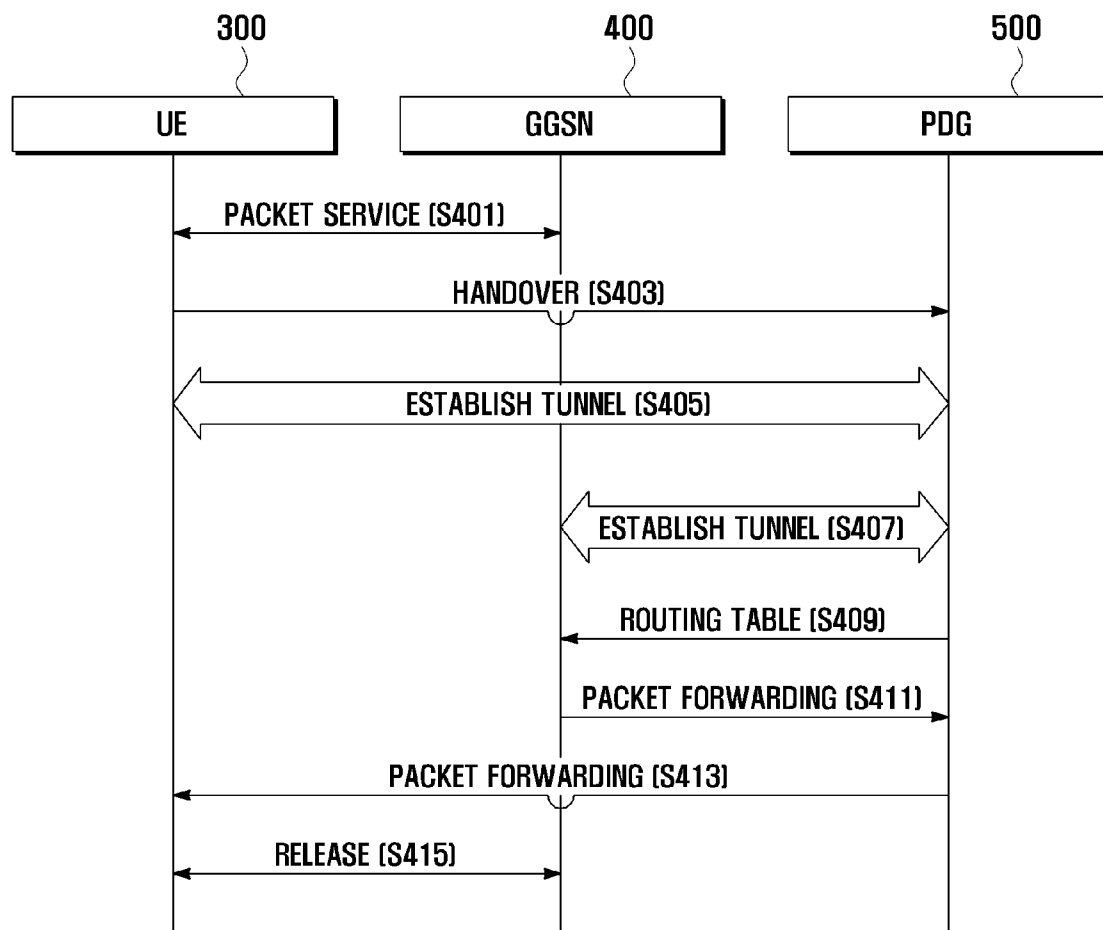 300
400
500
UE
GGSN
PDG
PACKET SERVICE (S401)
HANDOVER (S403)
ESTABLISH TUNNEL (S405)
ESTABLISH TUNNEL (S407)
ROUTING TABLE (S409)
PACKET FORWARDING (S411)
PACKET FORWARDING (S413)
RELEASE (S415)